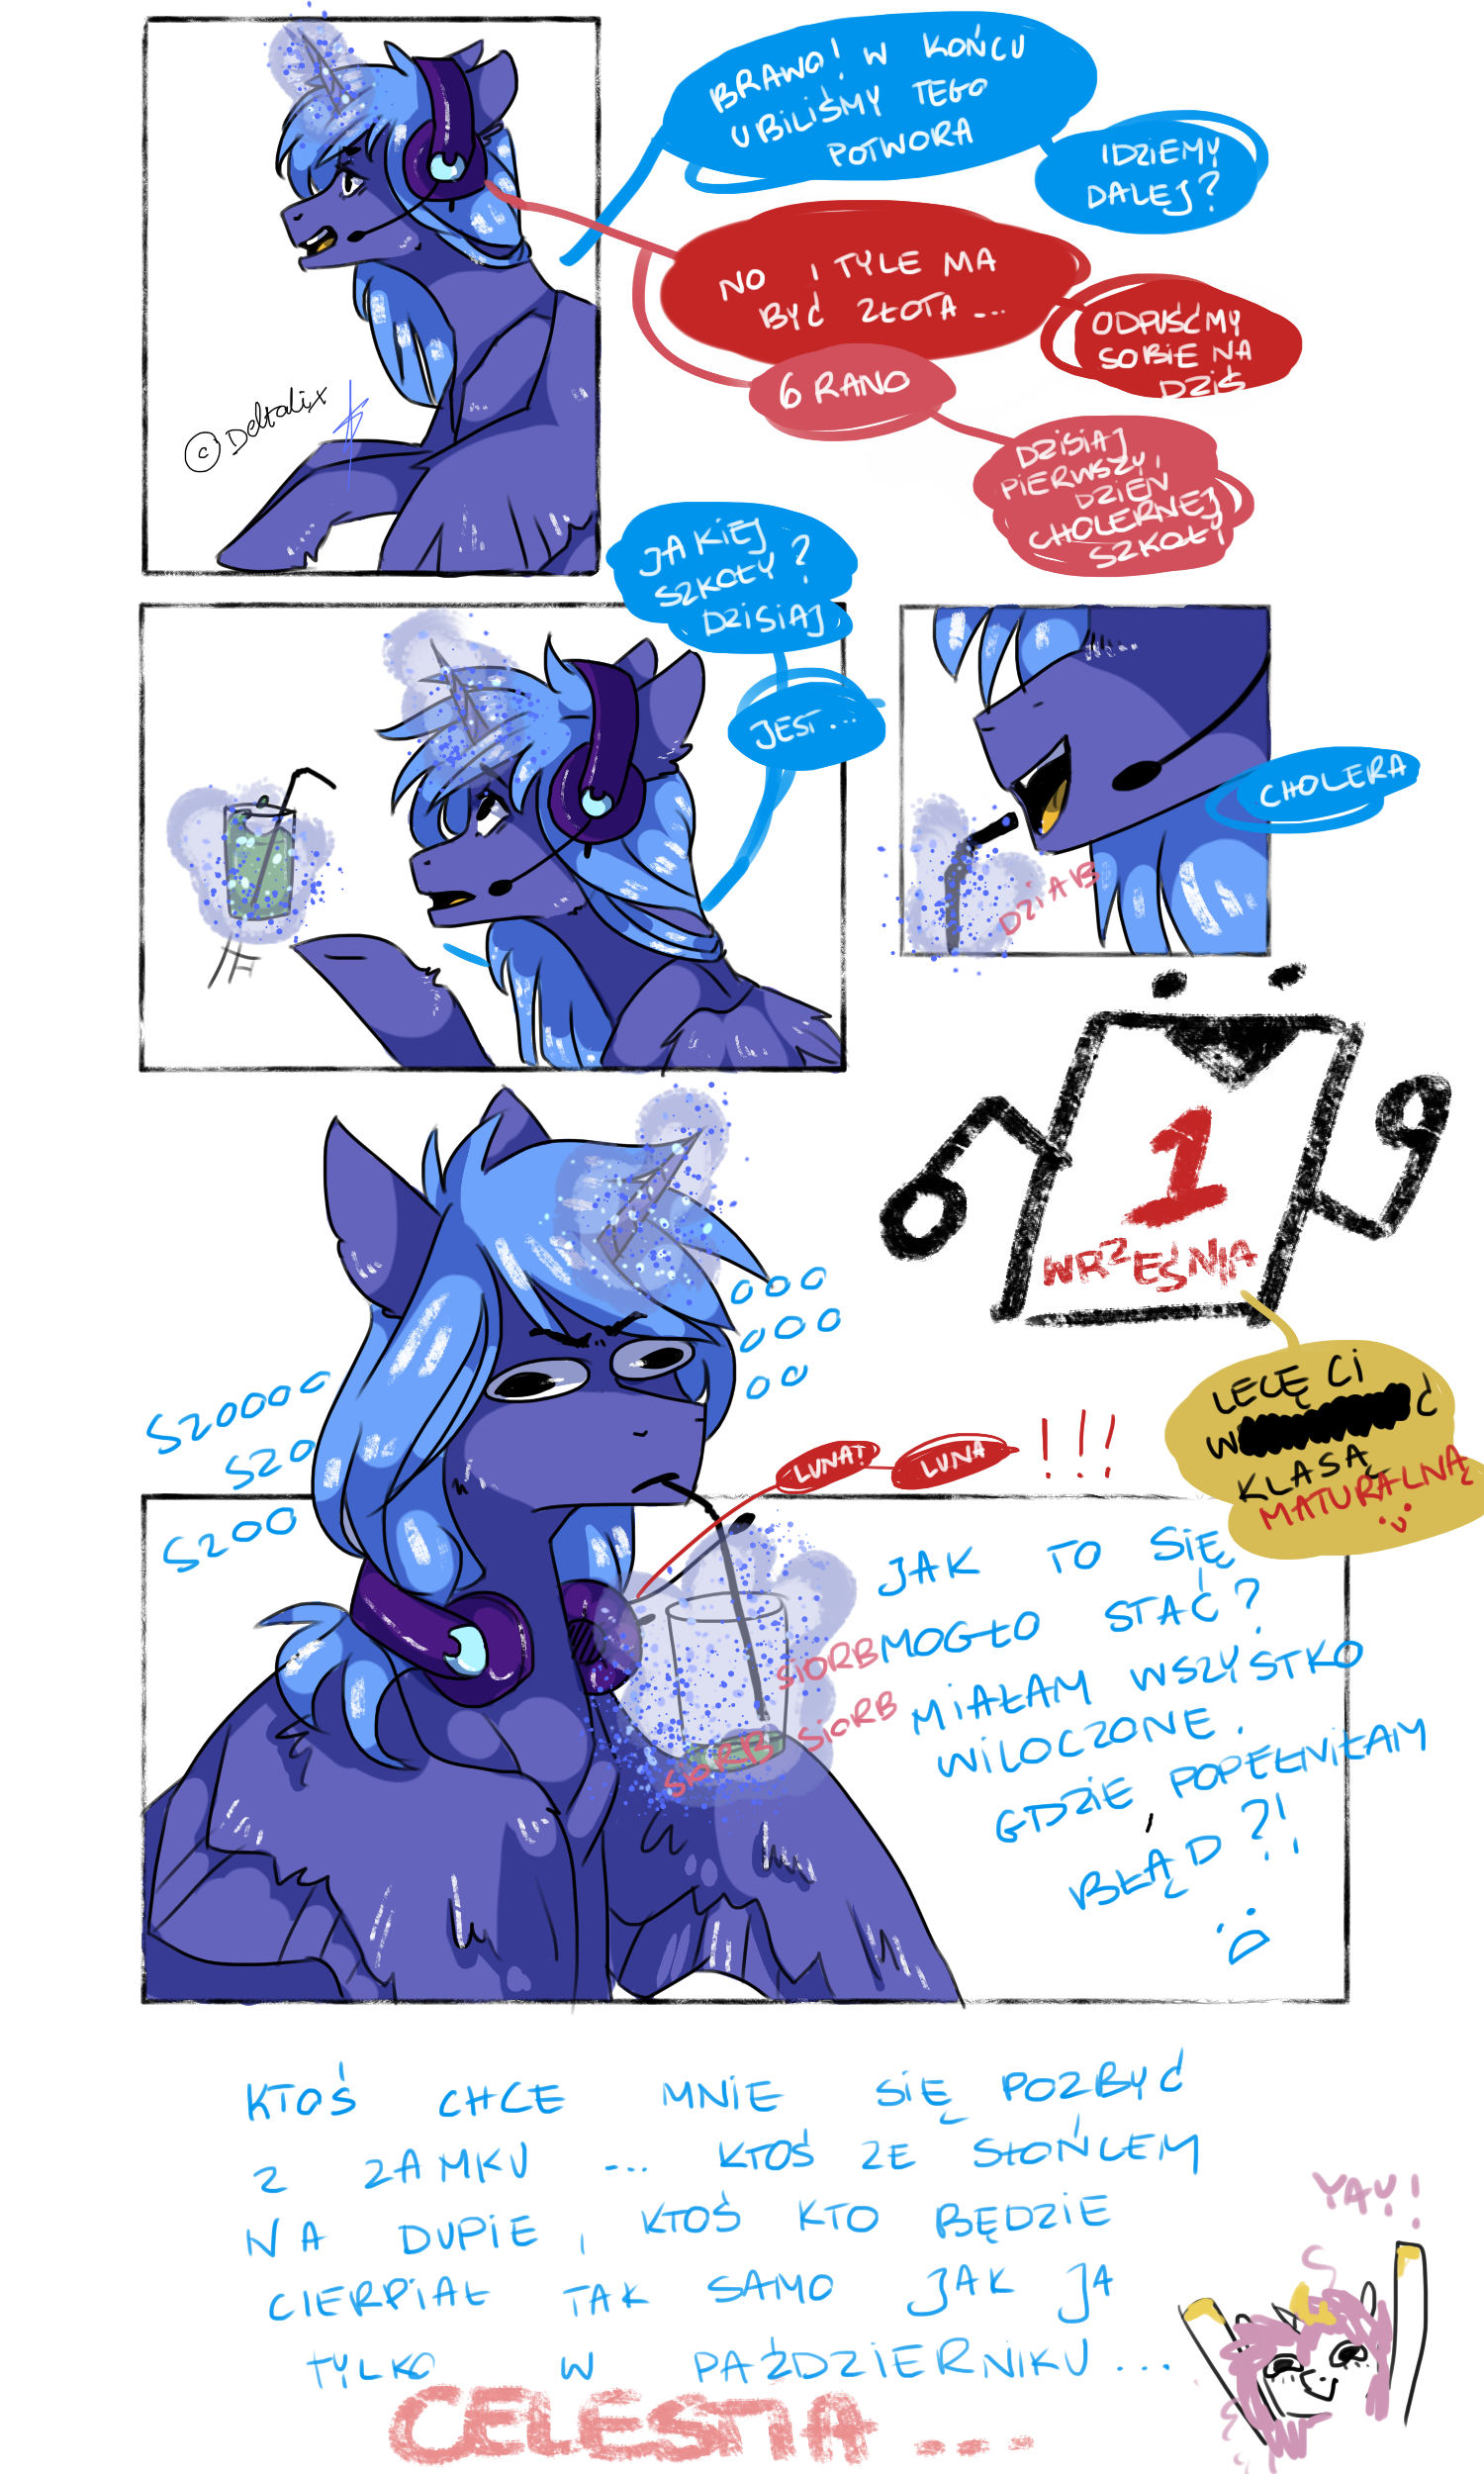 BRAWO! W KOŃCU
UBILIŚMY TEGO
POTWORA
IDZIEMY
DALEJ?
NO I TYLE MA
BYĆ ZŁOTA...
ODPUŚĆMY
SOBIE NA
DZIŚ
6 RANO
DZISIAJ
PIERWSZY
DZIEŃ
CHOLERNEJ
SZKOŁY
© Deltalix
JAKIEJ
SZKOŁY?
DZISIAJ
JEST...
CHOLERA
DZIAB
1
WRZEŚNIA
LECĘ CI
W Ć
KLASĄ
MATURALNĄ
:)
SZOOOO
SZO
SZOO
OOO
OOO
OO
LUNA!
LUNA
!!!
JAK TO SIĘ
MOGŁO STAĆ?
MIAŁAM WSZYSTKO
WILOCZONE.
GDZIE POPEŁNIŁAM
BŁĄD?!
:D
SIORB
SIORB
SIORB
KTOŚ CHCE MNIE SIĘ POZBYĆ
Z ZAMKU ... KTOŚ ZE SŁOŃCEM
NA DUPIE, KTOŚ KTO BĘDZIE
CIERPIAŁ TAK SAMO JAK JA
TYLKO W PAŹDZIERNIKU...
CELESTIA ...
YAY!